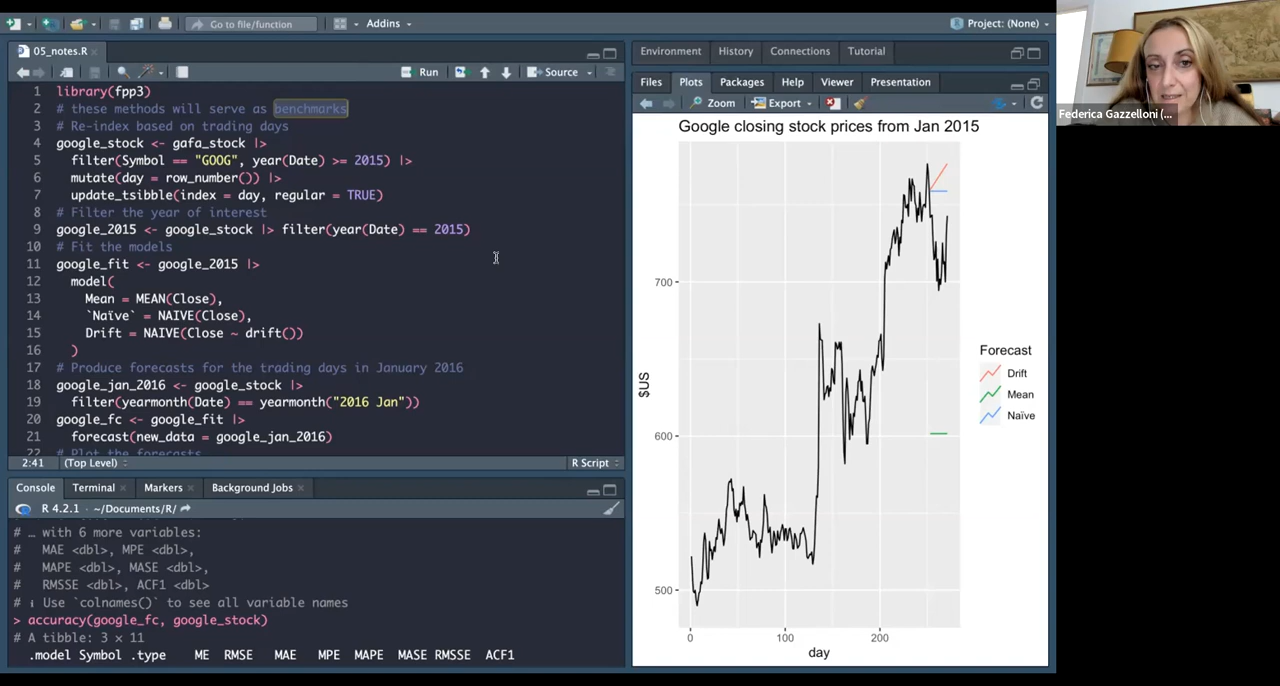 Go to file/function
Addins
Project: (None)
05_notes.R
Run
Source
1 library(fpp3)
2 # these methods will serve as benchmarks
3 # Re-index based on trading days
4 google_stock <- gafa_stock |>
5 filter(Symbol == "GOOG", year(Date) >= 2015) |>
6 mutate(day = row_number()) |>
7 update_tsibble(index = day, regular = TRUE)
8 # Filter the year of interest
9 google_2015 <- google_stock |> filter(year(Date) == 2015)
10 # Fit the models
11 google_fit <- google_2015 |>
12 model(
13 Mean = MEAN(Close),
14 `Naïve` = NAIVE(Close),
15 Drift = NAIVE(Close ~ drift())
16 )
17 # Produce forecasts for the trading days in January 2016
18 google_jan_2016 <- google_stock |>
19 filter(yearmonth(Date) == yearmonth("2016 Jan"))
20 google_fc <- google_fit |>
21 forecast(new_data = google_jan_2016)
22 # Plot the forecasts
2:41 (Top Level) R Script
Console Terminal Markers Background Jobs
R 4.2.1 · ~/Documents/R/
# … with 6 more variables:
# MAE <dbl>, MPE <dbl>,
# MAPE <dbl>, MASE <dbl>,
# RMSSE <dbl>, ACF1 <dbl>
# ℹ Use `colnames()` to see all variable names
> accuracy(google_fc, google_stock)
# A tibble: 3 × 11
.model Symbol .type ME RMSE MAE MPE MAPE MASE RMSSE ACF1
Environment History Connections Tutorial
Files Plots Packages Help Viewer Presentation
Zoom Export
Google closing stock prices from Jan 2015
$US
700
600
500
0 100 200
day
Forecast
Drift
Mean
Naïve
Federica Gazzelloni (...